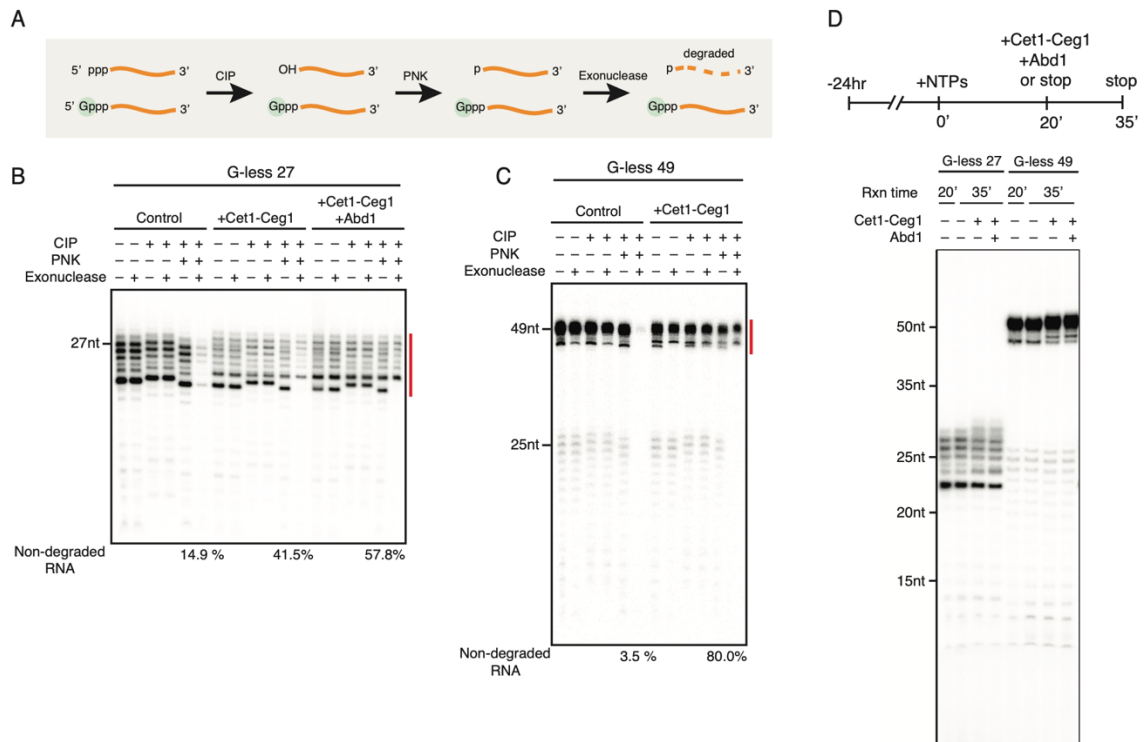 A
5' ppp 3' CIP OH 3' PNK p 3' Exonuclease degraded p 3'
5' Gppp 3' Gppp 3' Gppp 3' Gppp 3'
B
G-less 27
Control +Cet1-Ceg1 +Cet1-Ceg1
+Abd1
CIP – – + + + + – – + + + + – – + + + +
PNK – – – – + + – – – – + + – – – – + +
Exonuclease – + – + – + – + – + – + – + – + – +
27nt
Non-degraded 14.9 % 41.5% 57.8%
RNA
C
G-less 49
Control +Cet1-Ceg1
CIP – – + + + + – – + + + +
PNK – – – – + + – – – – + +
Exonuclease – + – + – + – + – + – +
49nt
25nt
Non-degraded 3.5 % 80.0%
RNA
D
+Cet1-Ceg1
+Abd1
-24hr +NTPs or stop stop
0' 20' 35'
G-less 27 G-less 49
Rxn time 20' 35' 20' 35'
Cet1-Ceg1 – – + + – – + +
Abd1 – – – + – – – +
50nt
35nt
25nt
20nt
15nt